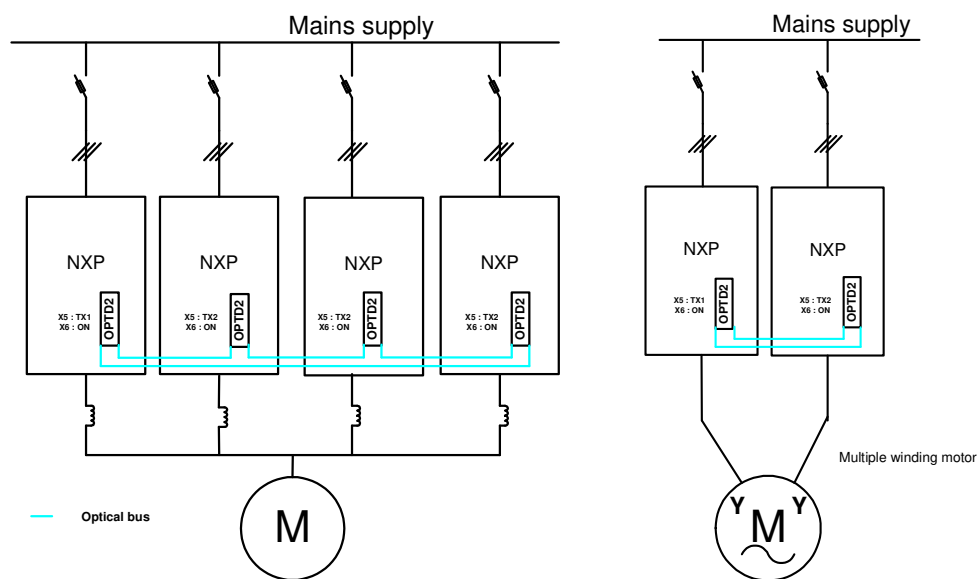 Mains supply
NXP
X5 : TX1
X6 : ON
OPTD2
NXP
X5 : TX2
X6 : ON
OPTD2
NXP
X5 : TX2
X6 : ON
OPTD2
NXP
X5 : TX2
X6 : ON
OPTD2
M
Optical bus
Mains supply
NXP
X5 : TX1
X6 : ON
OPTD2
NXP
X5 : TX2
X6 : ON
OPTD2
Multiple winding motor
Y
M
Y